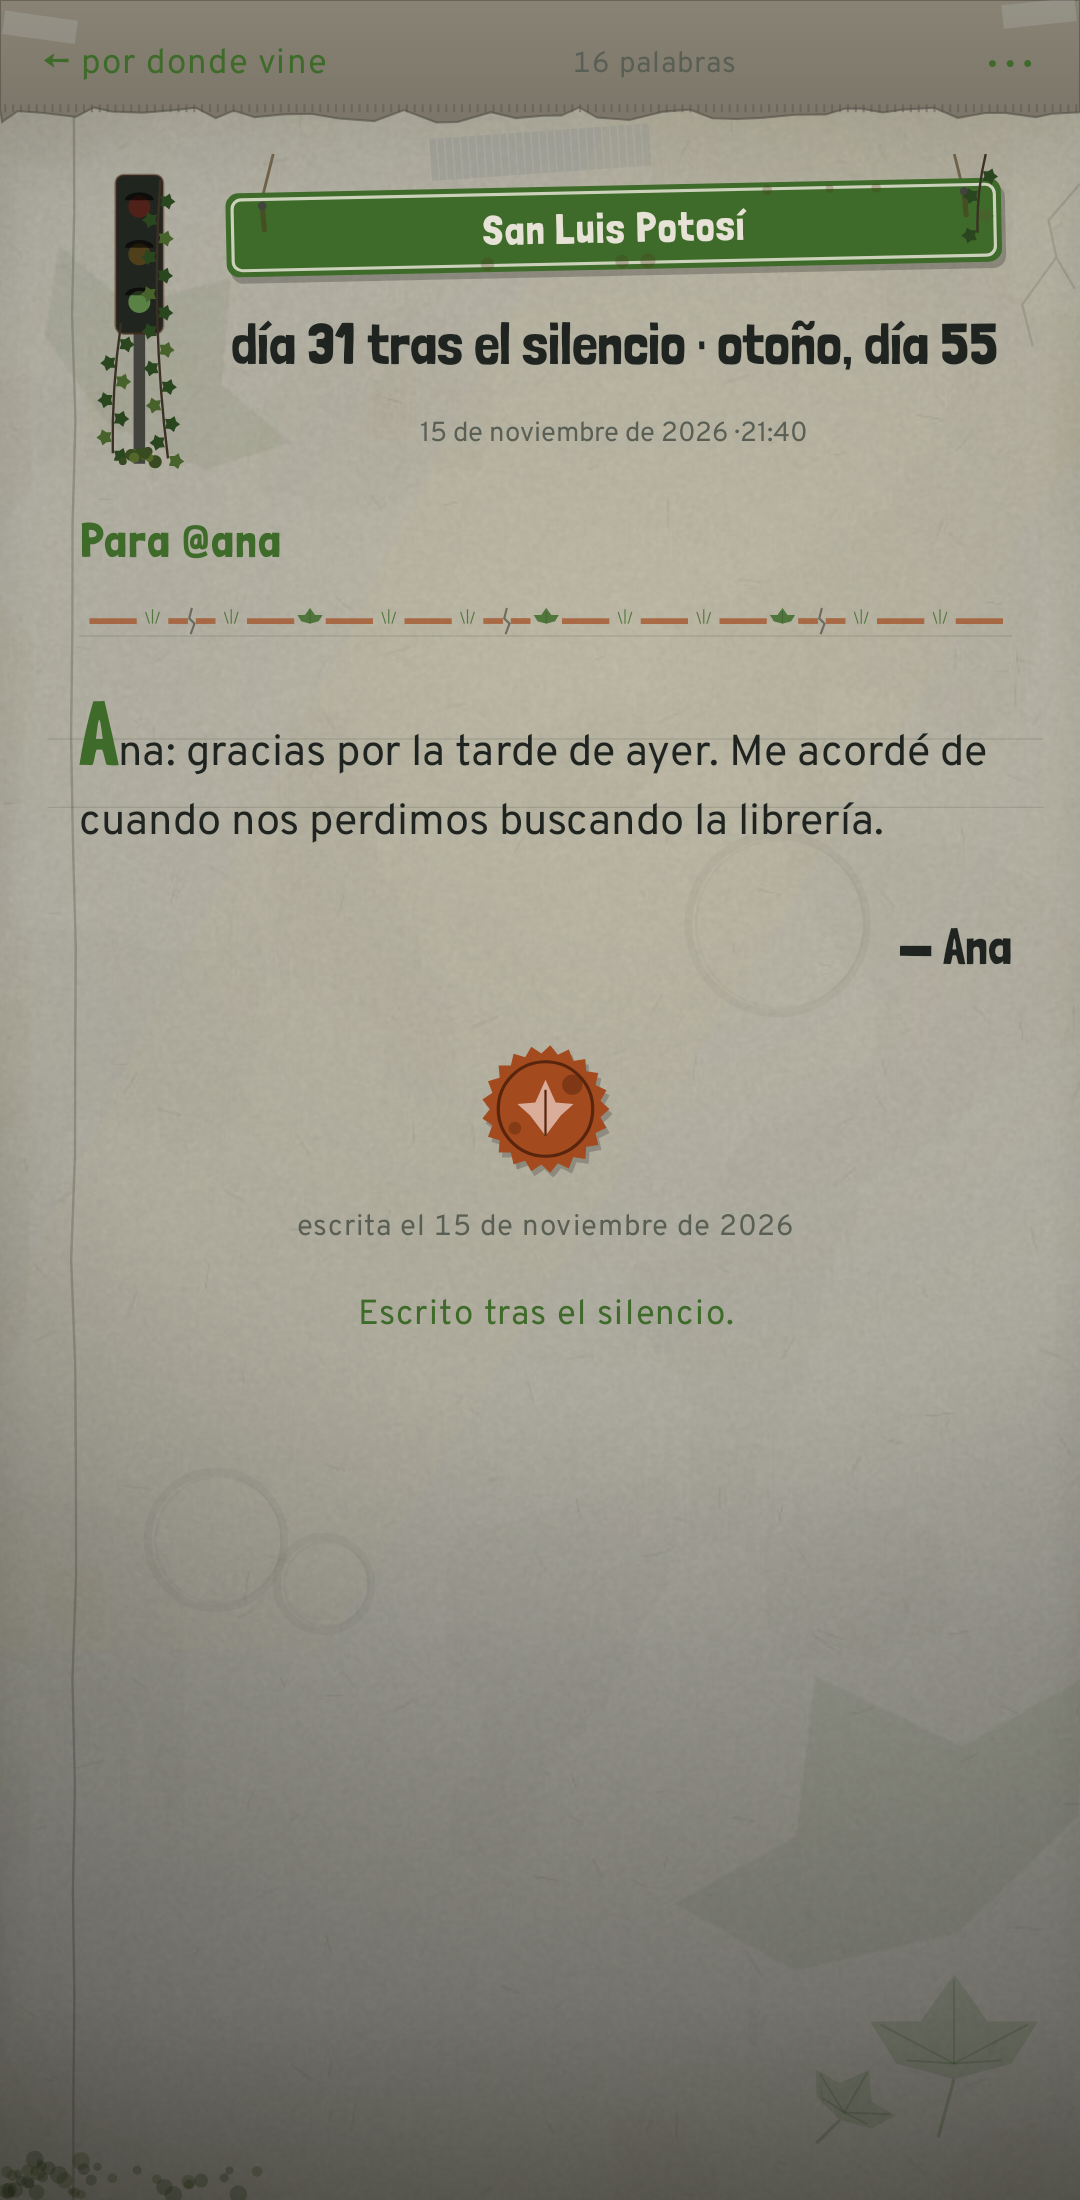 ← por donde vine
16 palabras
...
San Luis Potosí
día 31 tras el silencio · otoño, día 55
15 de noviembre de 2026 ·21:40
Para @ana
Ana: gracias por la tarde de ayer. Me acordé de
cuando nos perdimos buscando la librería.
— Ana
escrita el 15 de noviembre de 2026
Escrito tras el silencio.